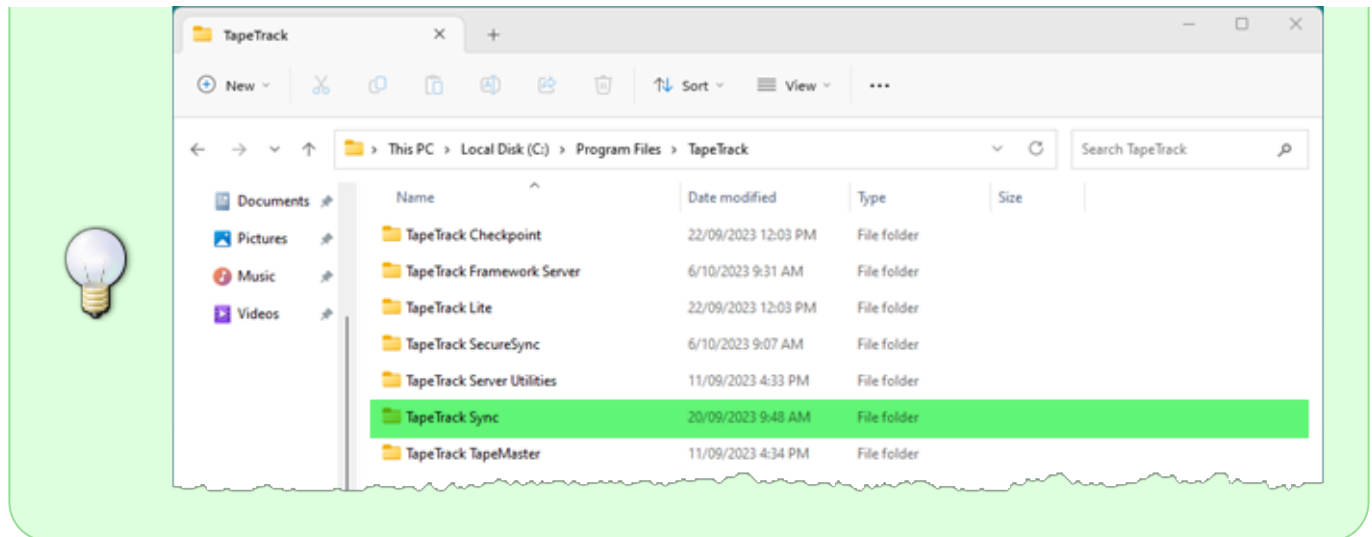 TapeTrack
New Sort View
This PC > Local Disk (C:) > Program Files > TapeTrack Search TapeTrack
Documents
Pictures
Music
Videos
Name Date modified Type Size
TapeTrack Checkpoint 22/09/2023 12:03 PM File folder
TapeTrack Framework Server 6/10/2023 9:31 AM File folder
TapeTrack Lite 22/09/2023 12:03 PM File folder
TapeTrack SecureSync 6/10/2023 9:07 AM File folder
TapeTrack Server Utilities 11/09/2023 4:33 PM File folder
TapeTrack Sync 20/09/2023 9:48 AM File folder
TapeTrack TapeMaster 11/09/2023 4:34 PM File folder